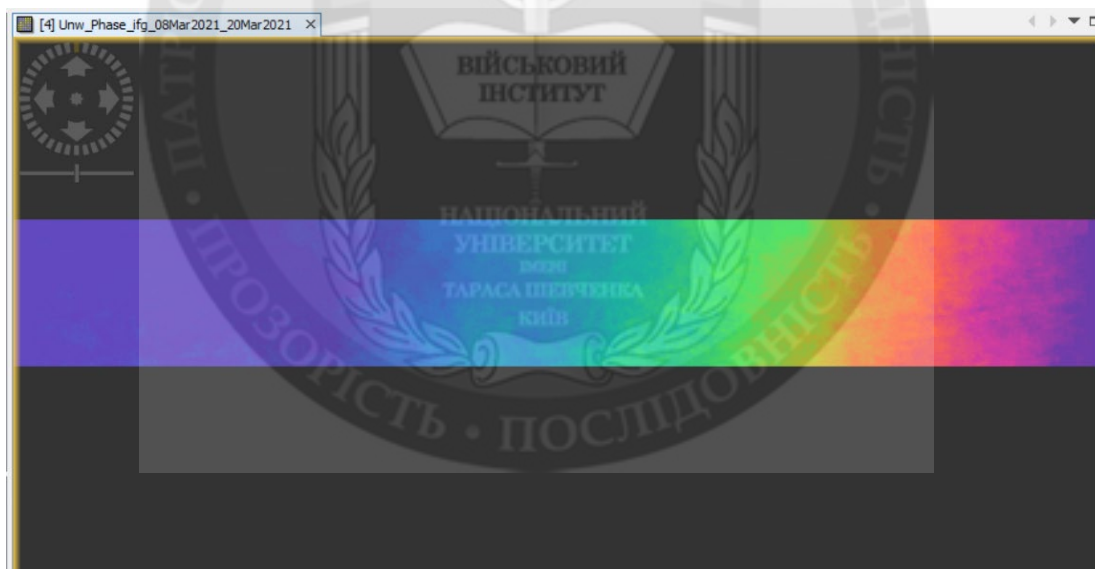 [4] Unw_Phase_ifg_08Mar2021_20Mar2021
ВІЙСЬКОВИЙ
ІНСТИТУТ
НАЦІОНАЛЬНИЙ
УНІВЕРСИТЕТ
ІМЕНІ
ТАРАСА ШЕВЧЕНКА
КИЇВ
ПРОЗОРІСТЬ • ПОСЛІДОВНІСТЬ